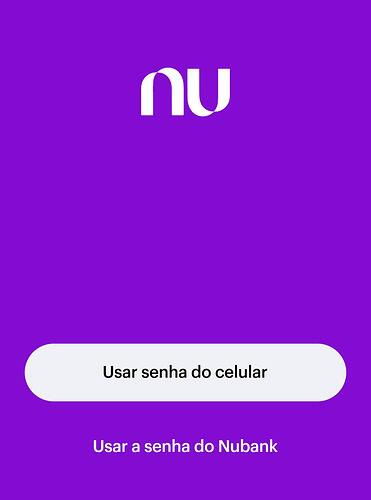 nu
Usar senha do celular
Usar a senha do Nubank